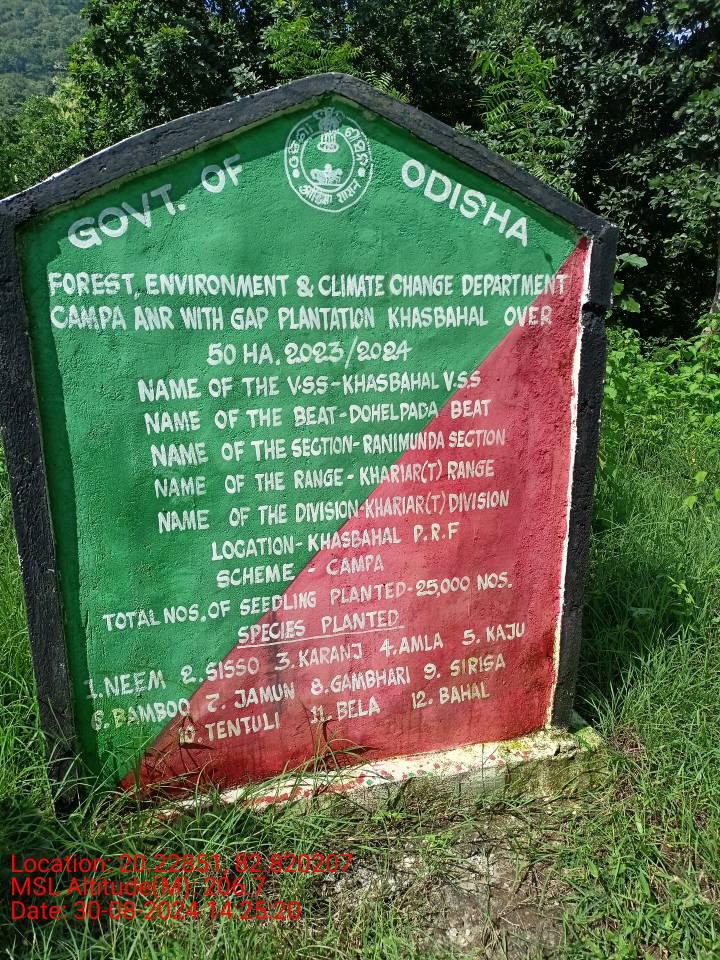 GOVT. OF ODISHA
ଓଡ଼ିଶା ଶାସନ
FOREST, ENVIRONMENT & CLIMATE CHANGE DEPARTMENT
CAMPA ANR WITH GAP PLANTATION KHASBAHAL OVER
50 HA. 2023/2024
NAME OF THE V.S.S-KHASBAHAL V.S.S
NAME OF THE BEAT-DOHELPADA BEAT
NAME OF THE SECTION-RANIMUNDA SECTION
NAME OF THE RANGE-KHARIAR(T) RANGE
NAME OF THE DIVISION-KHARIAR(T) DIVISION
LOCATION-KHASBAHAL P.R.F
SCHEME - CAMPA
TOTAL NOS. OF SEEDLING PLANTED-25,000 NOS.
SPECIES PLANTED
1.NEEM 2.SISSO 3.KARANJ 4.AMLA 5.KAJU
6.BAMBOO 7.JAMUN 8.GAMBHARI 9.SIRISA
10.TENTULI 11.BELA 12.BAHAL
Location: 20.22851, 82.820207
MSL Altitude(M): 206.7
Date: 30-08-2024 14:25:20